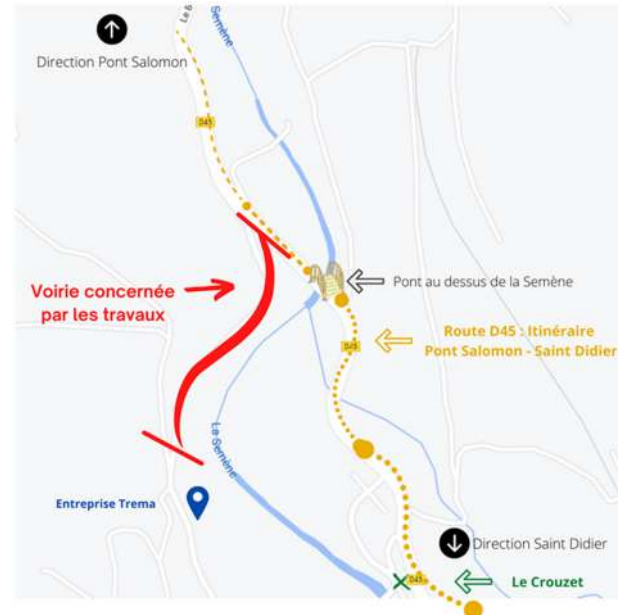 La S
Semène
Direction Pont Salomon
D45
Pont au dessus de la Semène
Voirie concernée
par les travaux
Route D45 : Itinéraire
Pont Salomon - Saint Didier
D45
La Semène
Entreprise Trema
Direction Saint Didier
D45
Le Crouzet